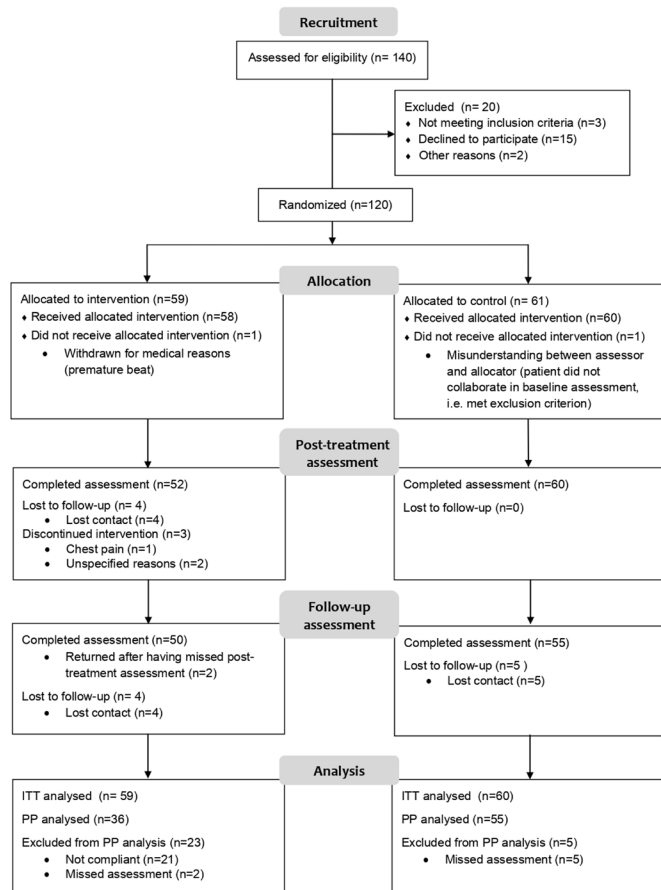 Recruitment
Assessed for eligibility (n= 140)
Excluded (n= 20)
♦ Not meeting inclusion criteria (n=3)
♦ Declined to participate (n=15)
♦ Other reasons (n=2)
Randomized (n=120)
Allocation
Allocated to intervention (n=59)
♦ Received allocated intervention (n=58)
♦ Did not receive allocated intervention (n=1)
• Withdrawn for medical reasons
(premature beat)
Allocated to control (n= 61)
♦ Received allocated intervention (n=60)
♦ Did not receive allocated intervention (n=1)
• Misunderstanding between assessor
and allocator (patient did not
collaborate in baseline assessment,
i.e. met exclusion criterion)
Post-treatment
assessment
Completed assessment (n=52)
Lost to follow-up (n= 4)
• Lost contact (n=4)
Discontinued intervention (n=3)
• Chest pain (n=1)
• Unspecified reasons (n=2)
Completed assessment (n=60)
Lost to follow-up (n=0)
Follow-up
assessment
Completed assessment (n=50)
• Returned after having missed post-
treatment assessment (n=2)
Lost to follow-up (n= 4)
• Lost contact (n=4)
Completed assessment (n=55)
Lost to follow-up (n=5 )
• Lost contact (n=5)
Analysis
ITT analysed (n= 59)
PP analysed (n=36)
Excluded from PP analysis (n=23)
• Not compliant (n=21)
• Missed assessment (n=2)
ITT analysed (n=60)
PP analysed (n=55)
Excluded from PP analysis (n=5)
• Missed assessment (n=5)